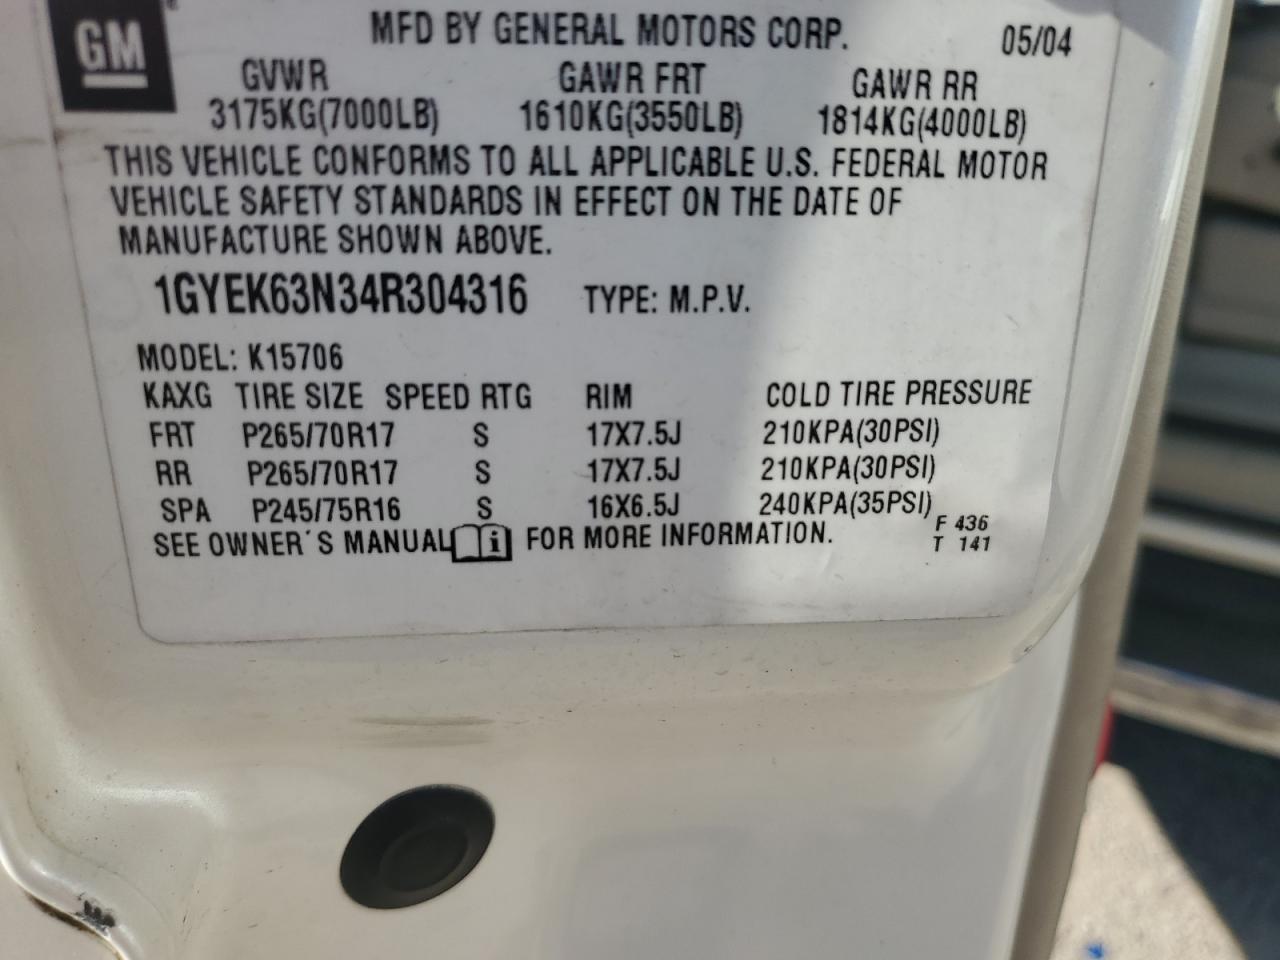 GM
MFD BY GENERAL MOTORS CORP. 05/04
GVWR GAWR FRT GAWR RR
3175KG(7000LB) 1610KG(3550LB) 1814KG(4000LB)
THIS VEHICLE CONFORMS TO ALL APPLICABLE U.S. FEDERAL MOTOR
VEHICLE SAFETY STANDARDS IN EFFECT ON THE DATE OF
MANUFACTURE SHOWN ABOVE.
1GYEK63N34R304316 TYPE: M.P.V.
MODEL: K15706
KAXG TIRE SIZE SPEED RTG RIM COLD TIRE PRESSURE
FRT P265/70R17 S 17X7.5J 210KPA(30PSI)
RR P265/70R17 S 17X7.5J 210KPA(30PSI)
SPA P245/75R16 S 16X6.5J 240KPA(35PSI)
SEE OWNER'S MANUAL i FOR MORE INFORMATION.
F 436
T 141